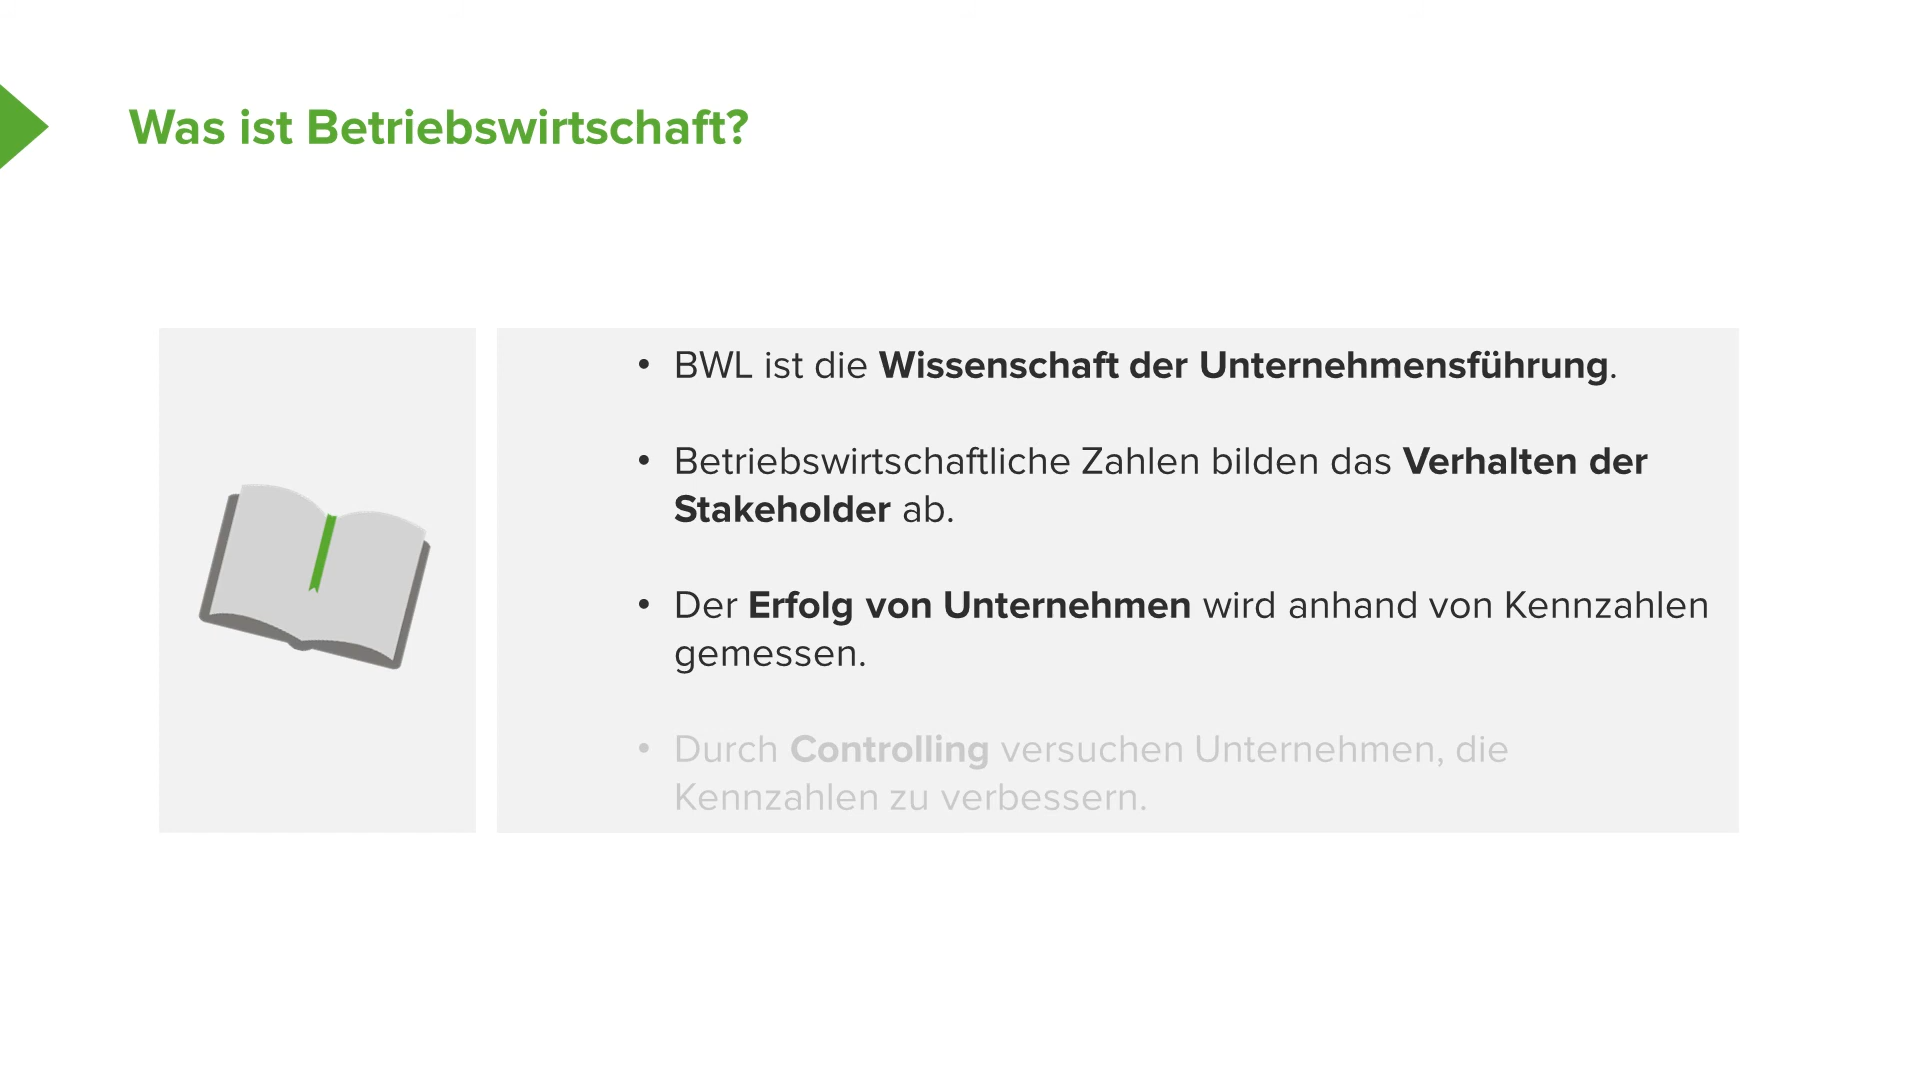 Was ist Betriebswirtschaft?
• BWL ist die Wissenschaft der Unternehmensführung.
• Betriebswirtschaftliche Zahlen bilden das Verhalten der
Stakeholder ab.
• Der Erfolg von Unternehmen wird anhand von Kennzahlen
gemessen.
• Durch Controlling versuchen Unternehmen, die
Kennzahlen zu verbessern.